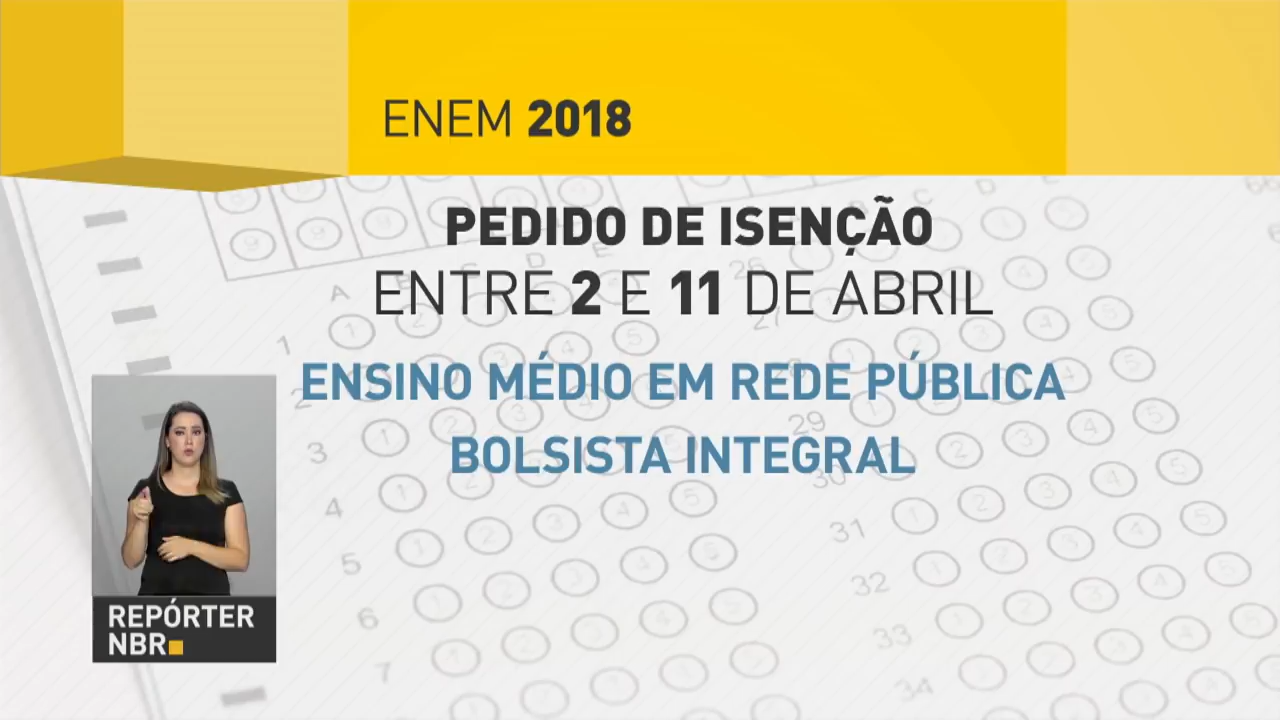 ENEM 2018
PEDIDO DE ISENÇÃO
ENTRE 2 E 11 DE ABRIL
ENSINO MÉDIO EM REDE PÚBLICA
BOLSISTA INTEGRAL
REPÓRTER
NBR